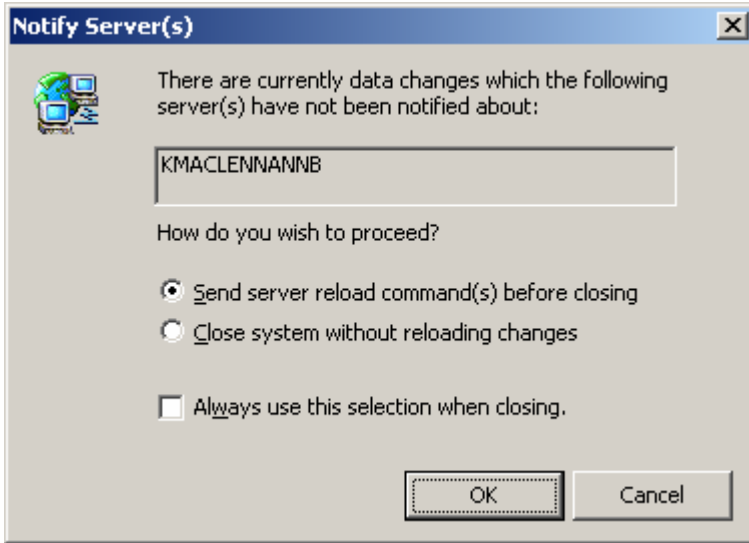 Notify Server(s)
There are currently data changes which the following
server(s) have not been notified about:
KMACLENNANNB
How do you wish to proceed?
Send server reload command(s) before closing
Close system without reloading changes
Always use this selection when closing.
OK
Cancel